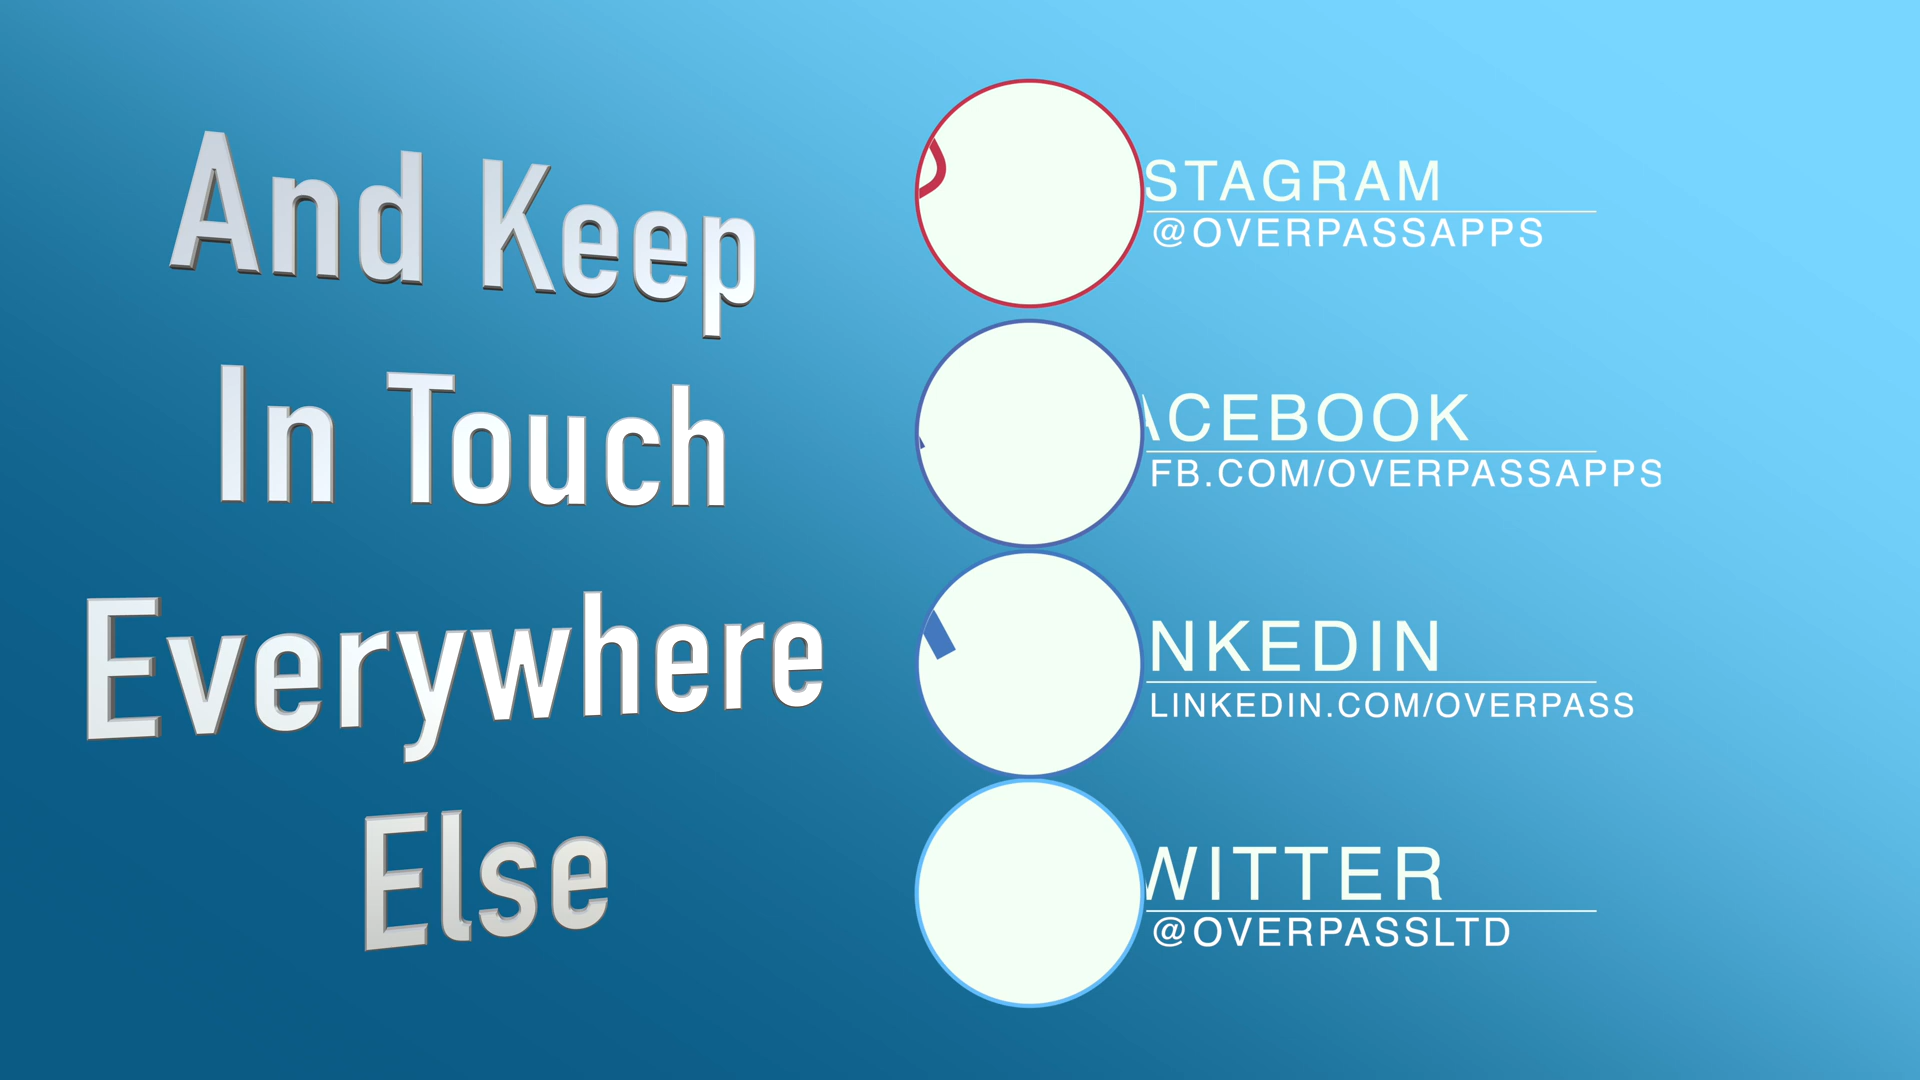 And Keep
In Touch
Everywhere
Else
STAGRAM
@OVERPASSAPPS
ACEBOOK
FB.COM/OVERPASSAPPS
NKEDIN
LINKEDIN.COM/OVERPASS
WITTER
@OVERPASSLTD